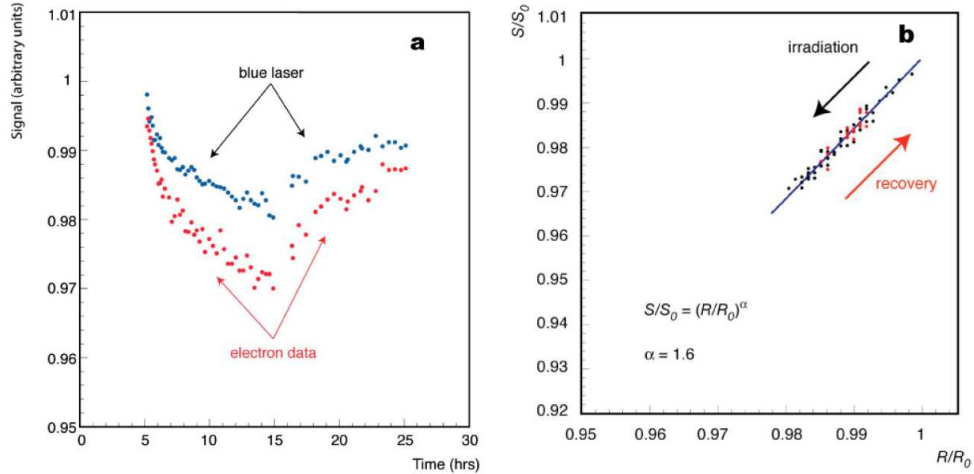 Signal (arbitrary units)
1.01
1
0.99
0.98
0.97
0.96
0.95
0
5
10
15
20
25
30
Time (hrs)
a
blue laser
electron data
S/S0
1.01
1
0.99
0.98
0.97
0.96
0.95
0.94
0.93
0.92
0.95
0.96
0.97
0.98
0.99
1
R/R0
b
irradiation
recovery
S/S0 = (R/R0)α
α = 1.6